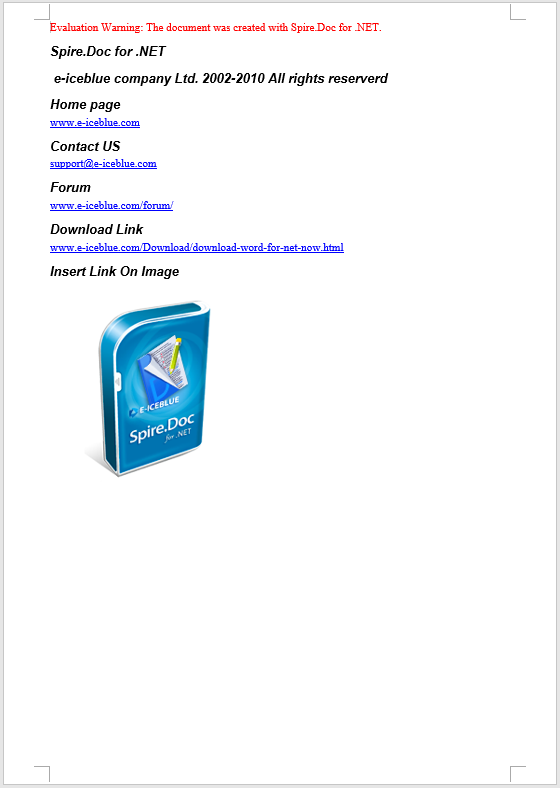 Evaluation Warning: The document was created with Spire.Doc for .NET.
Spire.Doc for .NET
e-iceblue company Ltd. 2002-2010 All rights reserverd
Home page
www.e-iceblue.com
Contact US
support@e-iceblue.com
Forum
www.e-iceblue.com/forum/
Download Link
www.e-iceblue.com/Download/download-word-for-net-now.html
Insert Link On Image
E-ICEBLUE
Spire.Doc
for .NET